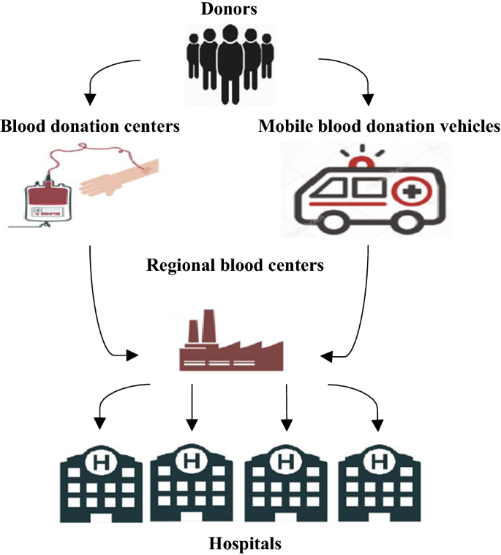 Donors
Blood donation centers
Mobile blood donation vehicles
Regional blood centers
H
H
H
H
Hospitals